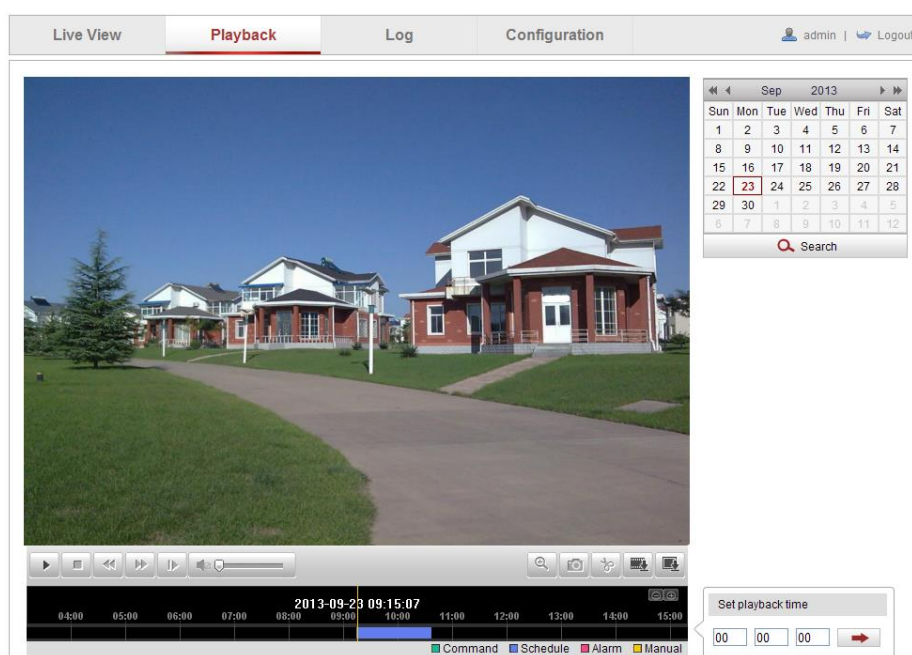 Live View Playback Log Configuration admin | Logout
Sep 2013
Sun Mon Tue Wed Thu Fri Sat
1 2 3 4 5 6 7
8 9 10 11 12 13 14
15 16 17 18 19 20 21
22 23 24 25 26 27 28
29 30 1 2 3 4 5
6 7 8 9 10 11 12
Search
2013-09-23 09:15:07
04:00 05:00 06:00 07:00 08:00 09:00 10:00 11:00 12:00 13:00 14:00 15:00
Command Schedule Alarm Manual
Set playback time
00 00 00